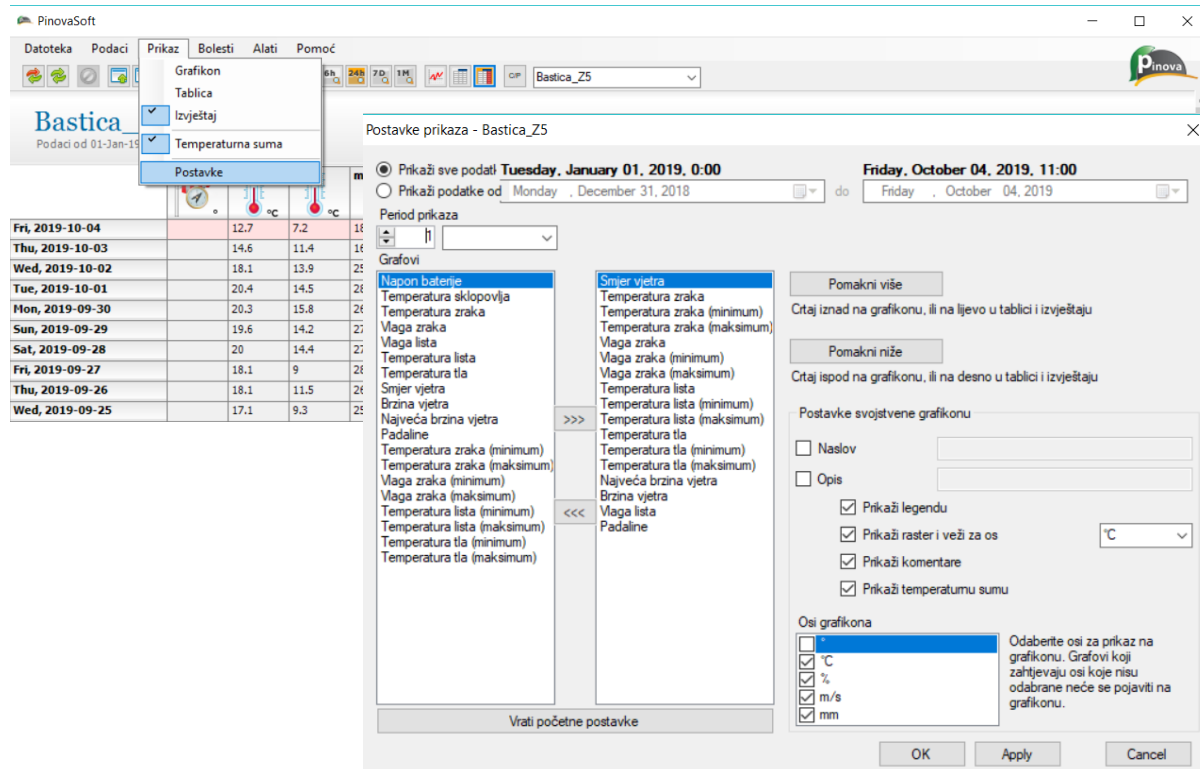 PinovaSoft
Datoteka Podaci Prikaz Bolesti Alati Pomoć
6h 24h 7D 1M C/P Bastica_Z5
Pinova
Grafikon
Tablica
Izvještaj
Temperaturna suma
Postavke
Bastica_
Podaci od 01-Jan-19
° °C °C
Fri, 2019-10-04 12.7 7.2 18
Thu, 2019-10-03 14.6 11.4 16
Wed, 2019-10-02 18.1 13.9 25
Tue, 2019-10-01 20.4 14.5 28
Mon, 2019-09-30 20.3 15.8 26
Sun, 2019-09-29 19.6 14.2 27
Sat, 2019-09-28 20 14.4 27
Fri, 2019-09-27 18.1 9 28
Thu, 2019-09-26 18.1 11.5 26
Wed, 2019-09-25 17.1 9.3 25
Postavke prikaza - Bastica_Z5
Prikaži sve podatke Tuesday, January 01, 2019, 0:00 Friday, October 04, 2019, 11:00
Prikaži podatke od Monday , December 31, 2018 do Friday , October 04, 2019
Period prikaza
1
Grafovi
Napon baterije
Temperatura sklopovlja
Temperatura zraka
Vlaga zraka
Vlaga lista
Temperatura lista
Temperatura tla
Smjer vjetra
Brzina vjetra
Najveća brzina vjetra
Padaline
Temperatura zraka (minimum)
Temperatura zraka (maksimum)
Vlaga zraka (minimum)
Vlaga zraka (maksimum)
Temperatura lista (minimum)
Temperatura lista (maksimum)
Temperatura tla (minimum)
Temperatura tla (maksimum)
>>>
<<<
Smjer vjetra
Temperatura zraka
Temperatura zraka (minimum)
Temperatura zraka (maksimum)
Vlaga zraka
Vlaga zraka (minimum)
Vlaga zraka (maksimum)
Temperatura lista
Temperatura lista (minimum)
Temperatura lista (maksimum)
Temperatura tla
Temperatura tla (minimum)
Temperatura tla (maksimum)
Najveća brzina vjetra
Brzina vjetra
Vlaga lista
Padaline
Vrati početne postavke
Pomakni više
Crtaj iznad na grafikonu, ili na lijevo u tablici i izvještaju
Pomakni niže
Crtaj ispod na grafikonu, ili na desno u tablici i izvještaju
Postavke svojstvene grafikonu
Naslov
Opis
Prikaži legendu
Prikaži raster i veži za os °C
Prikaži komentare
Prikaži temperaturnu sumu
Osi grafikona
°
°C
%
m/s
mm
Odaberite osi za prikaz na
grafikonu. Grafovi koji
zahtjevaju osi koje nisu
odabrane neće se pojaviti na
grafikonu.
OK Apply Cancel